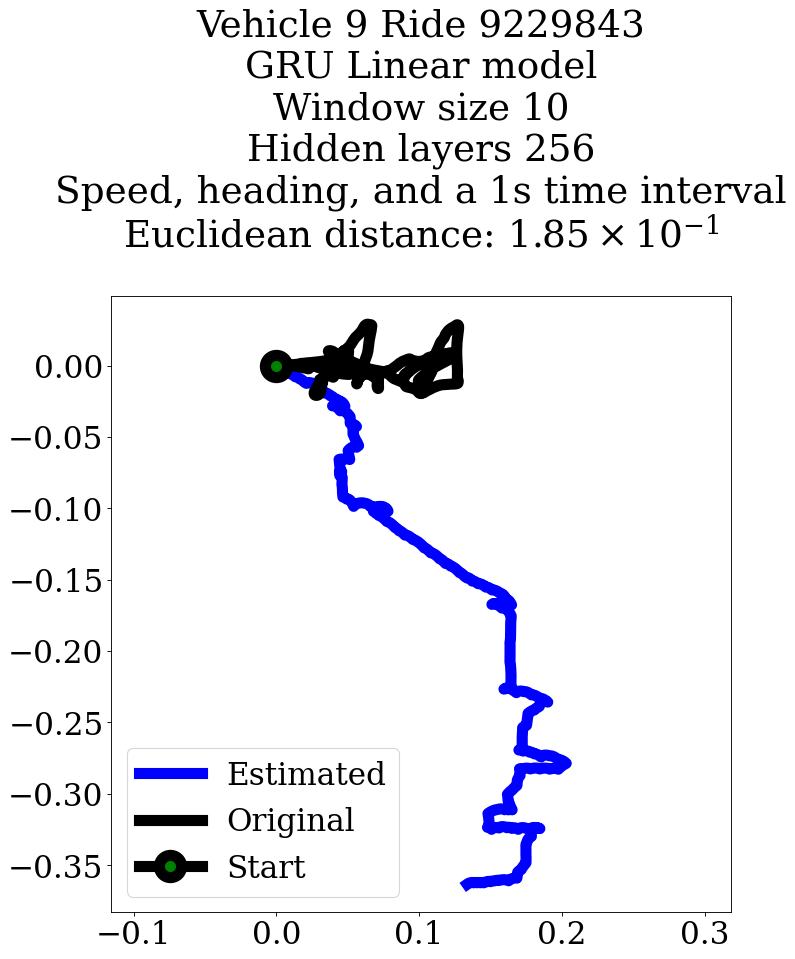 Vehicle 9 Ride 9229843
GRU Linear model
Window size 10
Hidden layers 256
Speed, heading, and a 1s time interval
Euclidean distance: 1.85 × 10⁻¹
0.00
−0.05
−0.10
−0.15
−0.20
−0.25
−0.30
−0.35
Estimated
Original
Start
−0.1 0.0 0.1 0.2 0.3